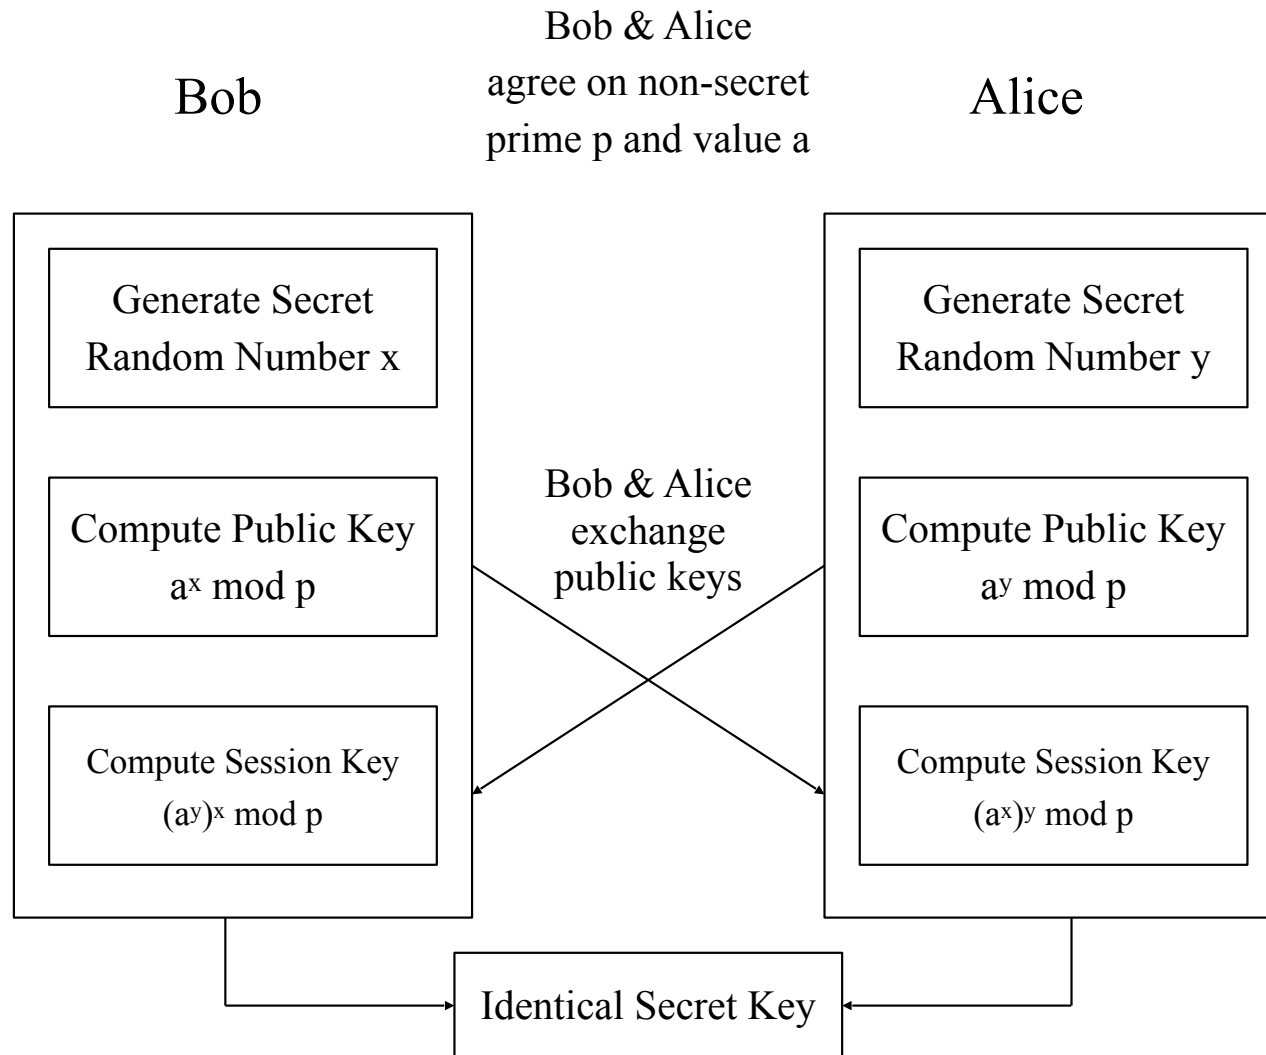 Bob & Alice
agree on non-secret
prime p and value a
Bob
Alice
Generate Secret
Random Number x
Generate Secret
Random Number y
Bob & Alice
exchange
public keys
Compute Public Key
aˣ mod p
Compute Public Key
aʸ mod p
Compute Session Key
(aʸ)ˣ mod p
Compute Session Key
(aˣ)ʸ mod p
Identical Secret Key